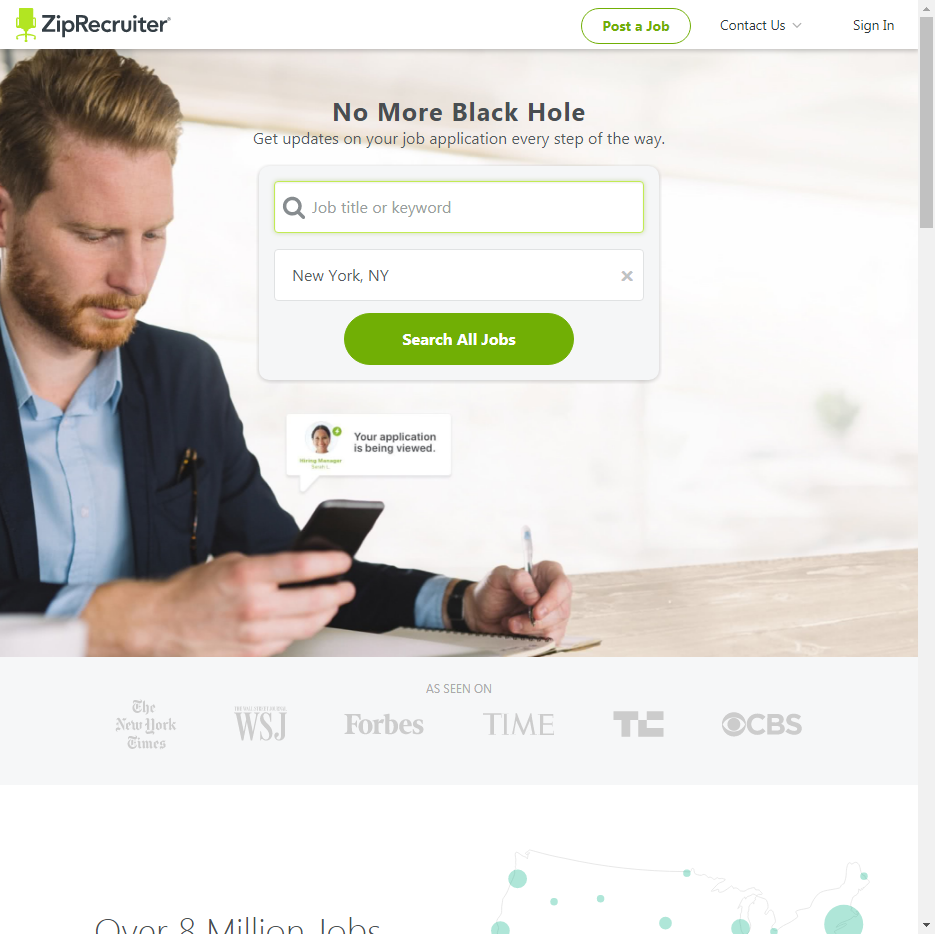 ZipRecruiter
Post a Job
Contact Us
Sign In
No More Black Hole
Get updates on your job application every step of the way.
Job title or keyword
New York, NY
Search All Jobs
Your application
is being viewed.
Hiring Manager
Sarah L.
AS SEEN ON
The
New York
Times
THE WALL STREET JOURNAL
WSJ
Forbes
TIME
TC
CBS
Over 8 Million Jobs